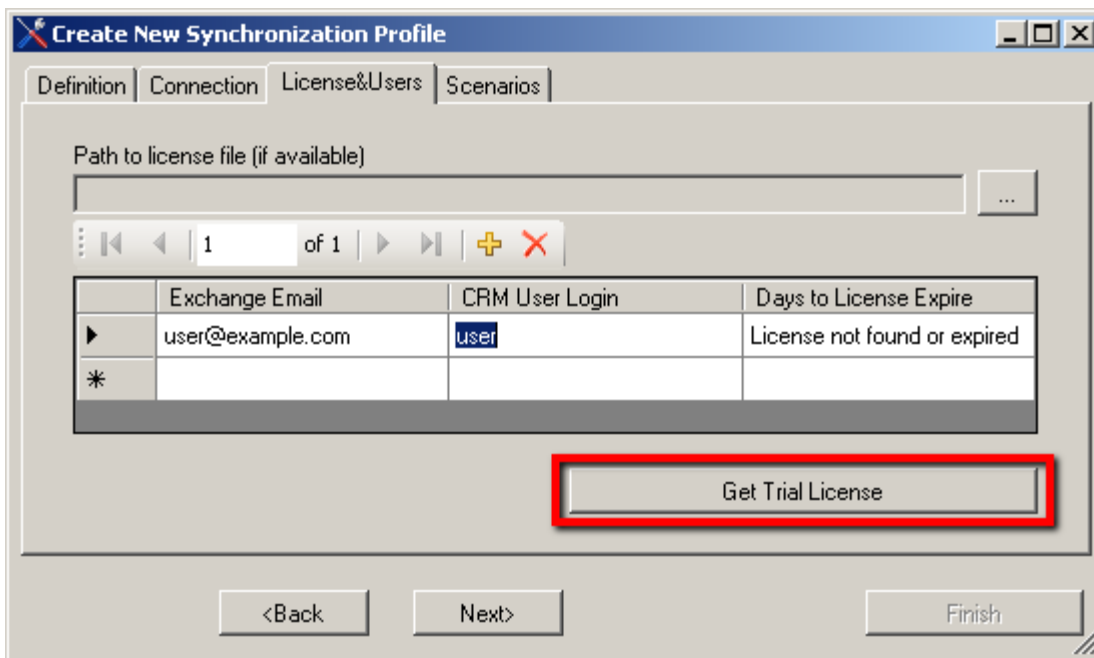 Create New Synchronization Profile
Definition Connection License&Users Scenarios
Path to license file (if available)
...
1 of 1
Exchange Email CRM User Login Days to License Expire
user@example.com user License not found or expired
Get Trial License
<Back Next> Finish